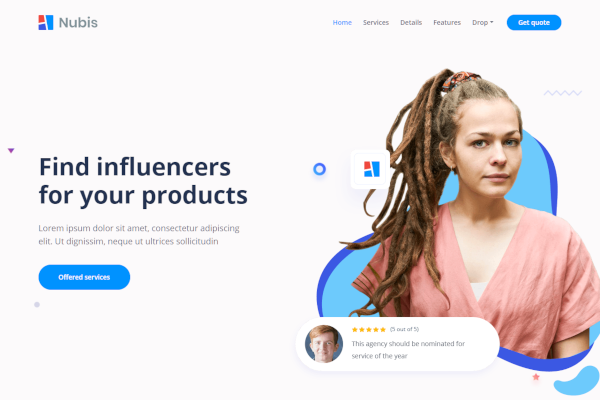 Nubis
Home Services Details Features Drop Get quote
Find influencers
for your products
Lorem ipsum dolor sit amet, consectetur adipiscing
elit. Ut dignissim, neque ut ultrices sollicitudin
Offered services
(5 out of 5)
This agency should be nominated for
service of the year